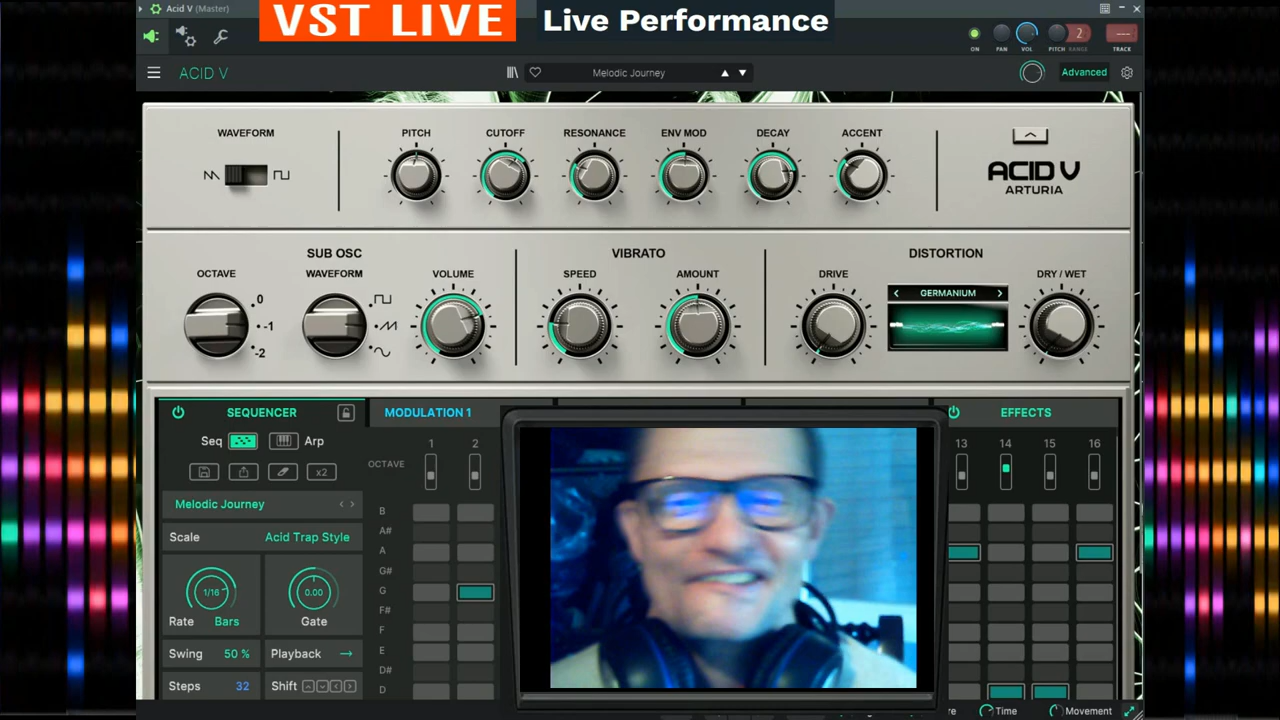 Acid V (Master)
VST LIVE
Live Performance
ON
PAN
VOL
PITCH RANGE
2
---
TRACK
ACID V
Melodic Journey
Advanced
WAVEFORM
PITCH
CUTOFF
RESONANCE
ENV MOD
DECAY
ACCENT
ACID V
ARTURIA
SUB OSC
VIBRATO
DISTORTION
OCTAVE
WAVEFORM
VOLUME
SPEED
AMOUNT
DRIVE
GERMANIUM
DRY / WET
0
-1
-2
SEQUENCER
MODULATION 1
EFFECTS
Seq
Arp
1 2 13 14 15 16
OCTAVE
x2
Melodic Journey
Scale Acid Trap Style
1/16
0.00
Rate Bars
Gate
Swing 50 %
Playback
Steps 32
Shift
B
A#
A
G#
G
F#
F
E
D#
D
Time
Movement